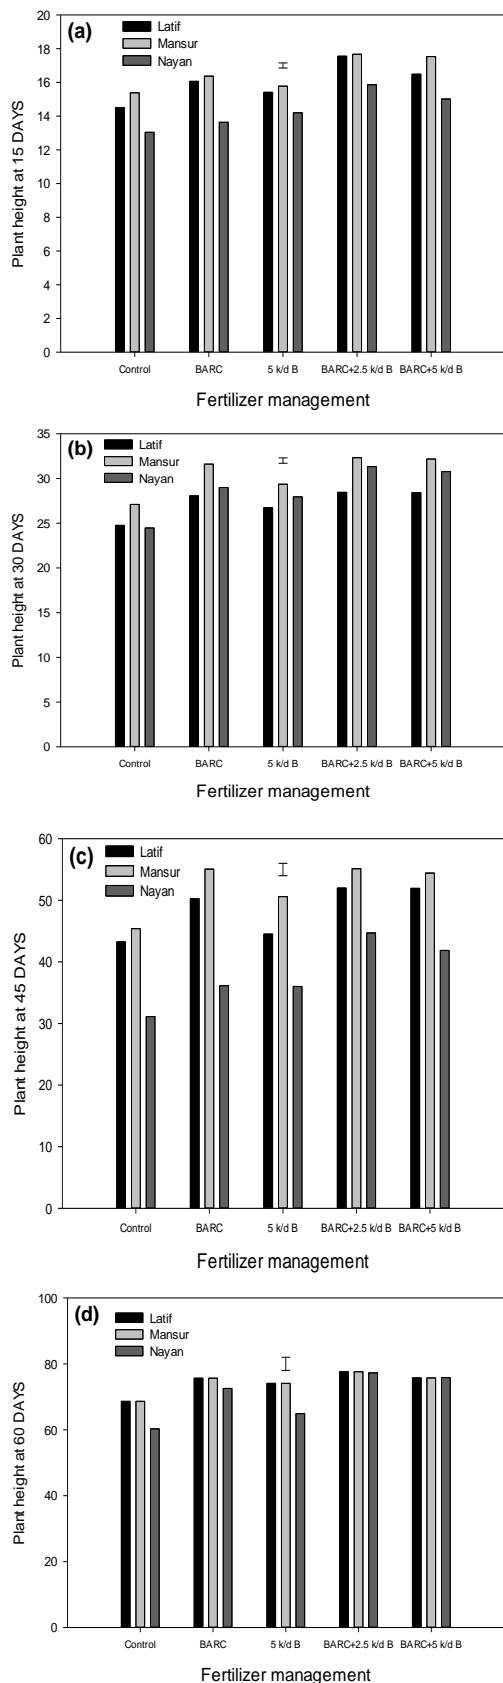 (a)
Latif
Mansur
Nayan
20
18
16
14
12
10
8
6
4
2
0
Plant height at 15 DAYS
Control BARC 5 k/d B BARC+2.5 k/d B BARC+5 k/d B
Fertilizer management
(b)
Latif
Mansur
Nayan
35
30
25
20
15
10
5
0
Plant height at 30 DAYS
Control BARC 5 k/d B BARC+2.5 k/d B BARC+5 k/d B
Fertilizer management
(c)
Latif
Mansur
Nayan
60
50
40
30
20
10
0
Plant height at 45 DAYS
Control BARC 5 k/d B BARC+2.5 k/d B BARC+5 k/d B
Fertilizer management
(d)
Latif
Mansur
Nayan
100
80
60
40
20
0
Plant height at 60 DAYS
Control BARC 5 k/d B BARC+2.5 k/d B BARC+5 k/d B
Fertilizer management